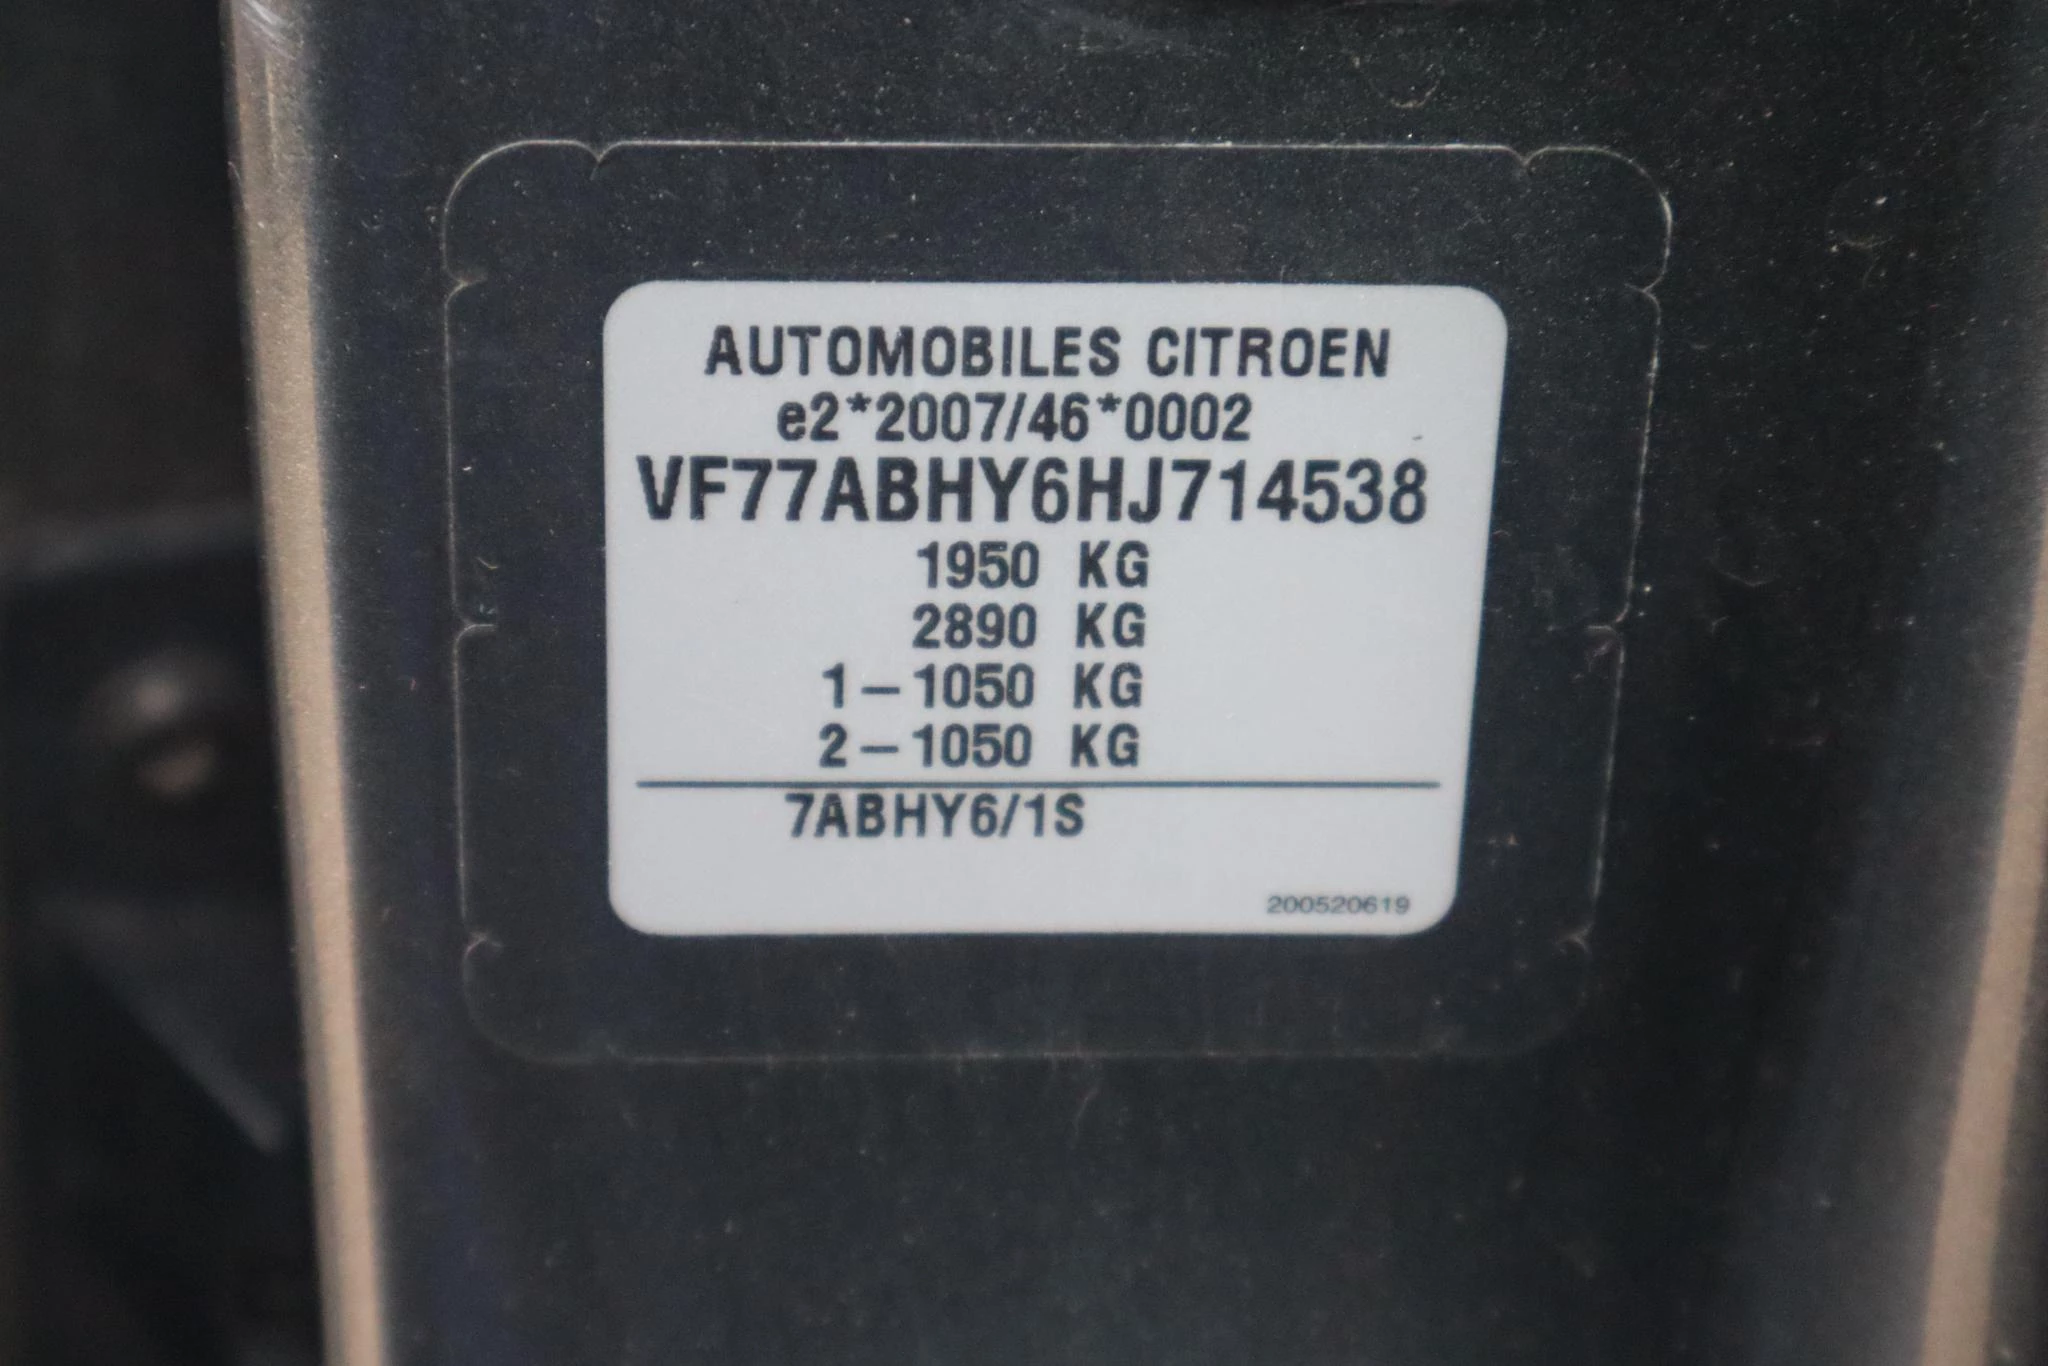 AUTOMOBILES CITROEN
e2*2007/46*0002
VF77ABHY6HJ714538
1950 KG
2890 KG
1-1050 KG
2-1050 KG
7ABHY6/1S
200520619